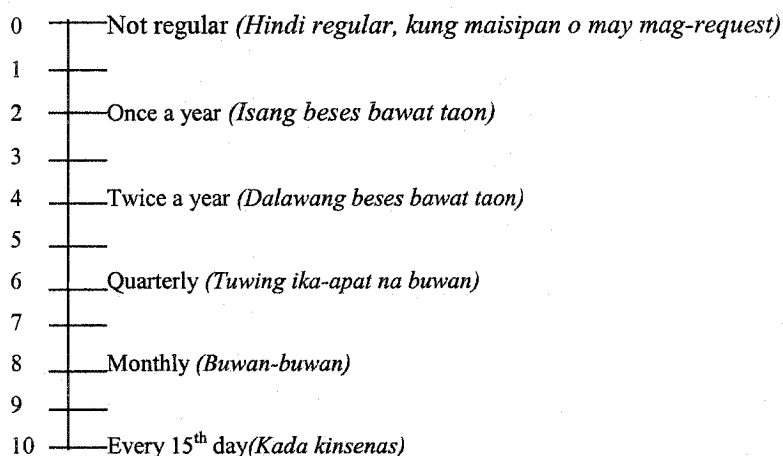 0 Not regular (Hindi regular, kung maisipan o may mag-request)
1
2 Once a year (Isang beses bawat taon)
3
4 Twice a year (Dalawang beses bawat taon)
5
6 Quarterly (Tuwing ika-apat na buwan)
7
8 Monthly (Buwan-buwan)
9
10 Every 15th day(Kada kinsenas)